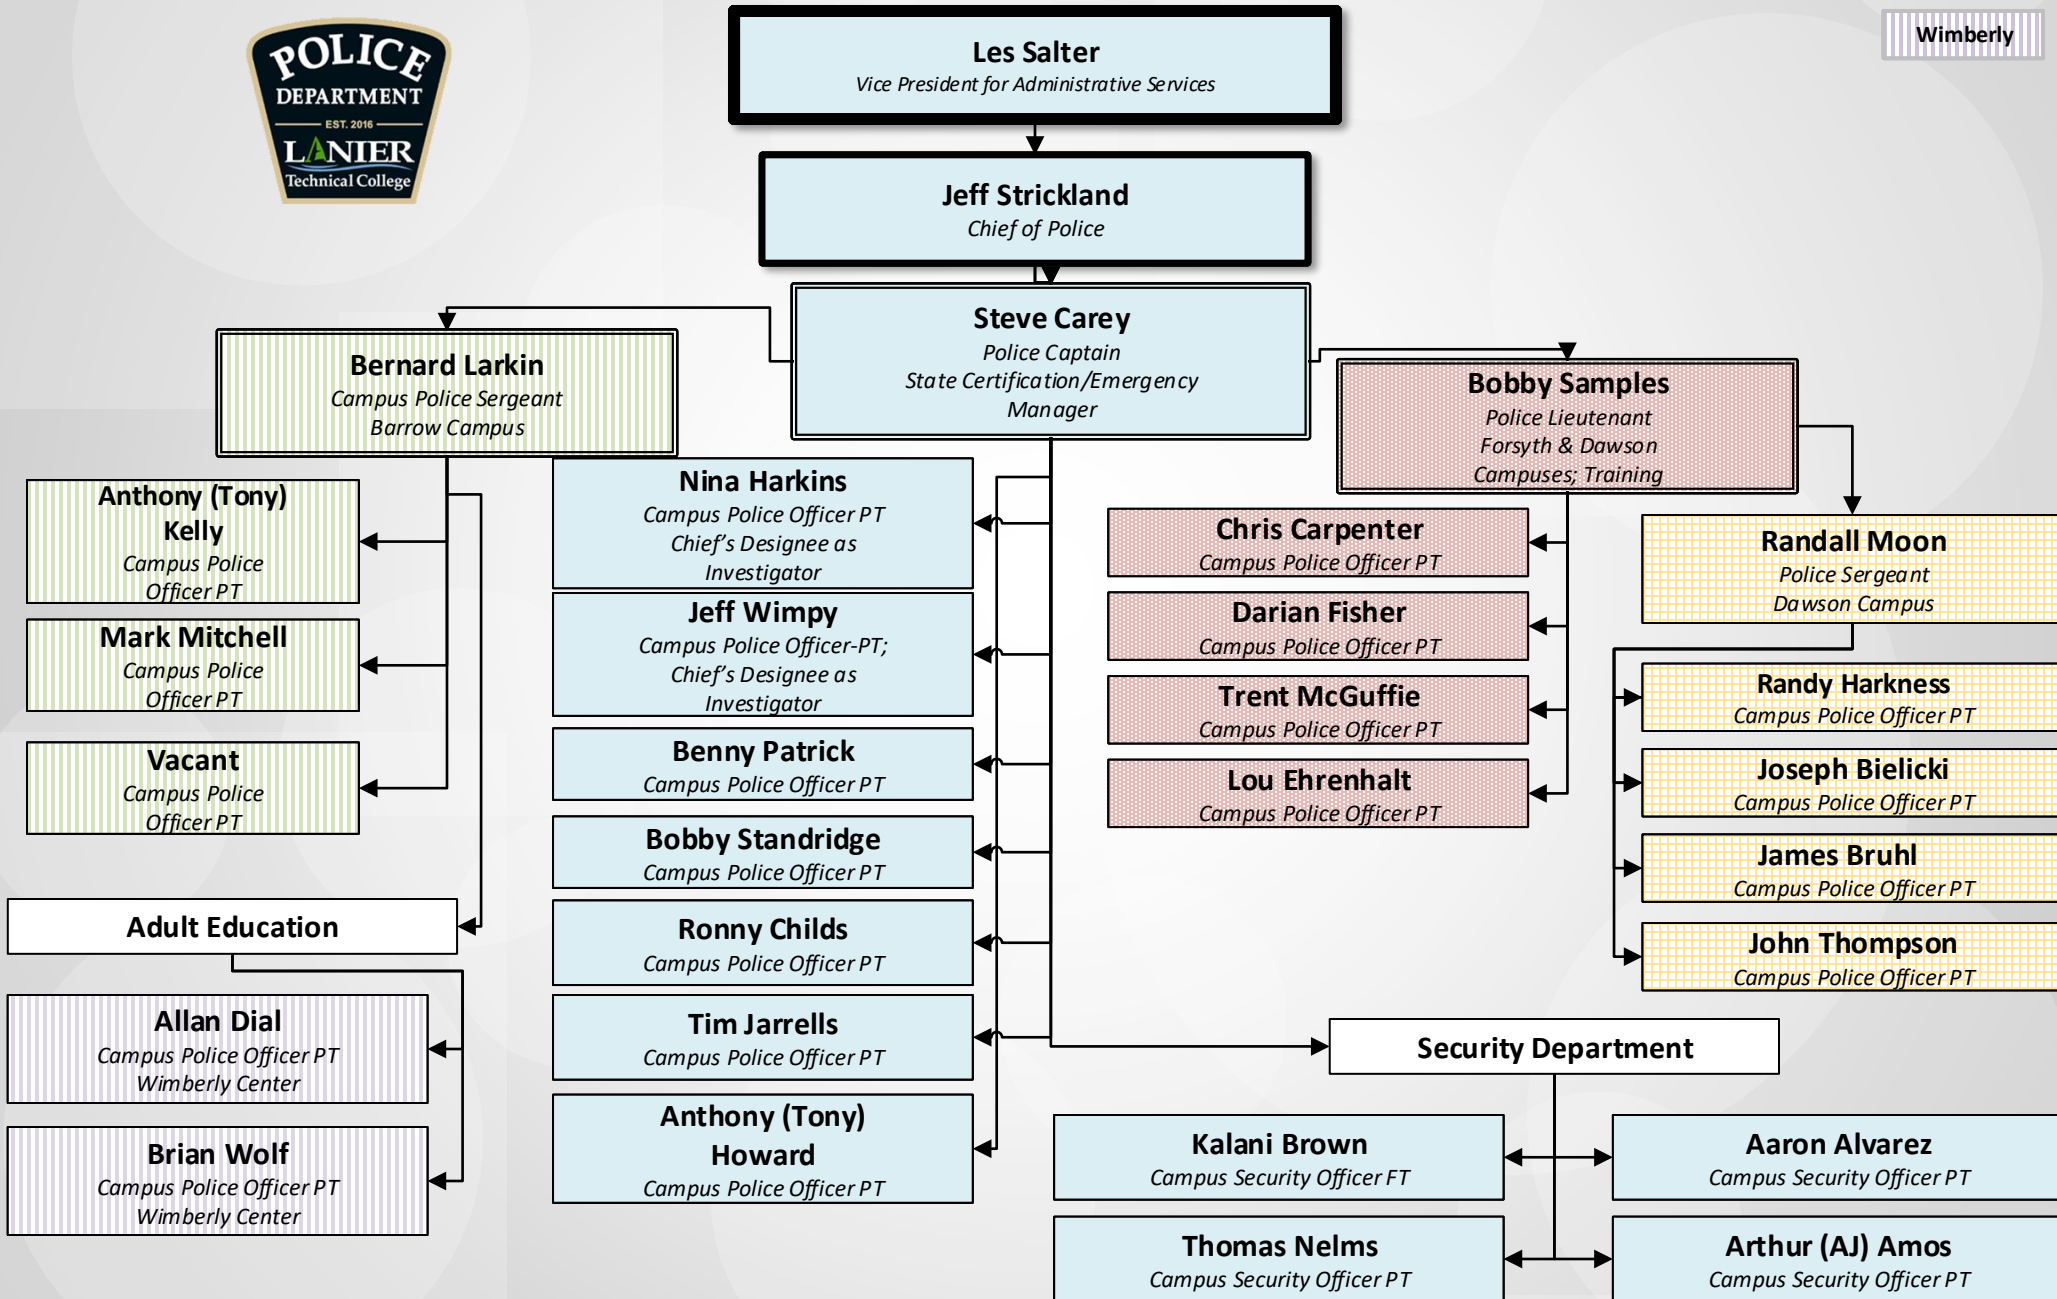 POLICE
DEPARTMENT
EST. 2016
LANIER
Technical College
Les Salter
Vice President for Administrative Services
Wimberly
Jeff Strickland
Chief of Police
Steve Carey
Police Captain
State Certification/Emergency
Manager
Bernard Larkin
Campus Police Sergeant
Barrow Campus
Bobby Samples
Police Lieutenant
Forsyth & Dawson
Campuses; Training
Anthony (Tony)
Kelly
Campus Police
Officer PT
Mark Mitchell
Campus Police
Officer PT
Vacant
Campus Police
Officer PT
Adult Education
Allan Dial
Campus Police Officer PT
Wimberly Center
Brian Wolf
Campus Police Officer PT
Wimberly Center
Nina Harkins
Campus Police Officer PT
Chief’s Designee as
Investigator
Jeff Wimpy
Campus Police Officer-PT;
Chief’s Designee as
Investigator
Benny Patrick
Campus Police Officer PT
Bobby Standridge
Campus Police Officer PT
Ronny Childs
Campus Police Officer PT
Tim Jarrells
Campus Police Officer PT
Anthony (Tony)
Howard
Campus Police Officer PT
Chris Carpenter
Campus Police Officer PT
Darian Fisher
Campus Police Officer PT
Trent McGuffie
Campus Police Officer PT
Lou Ehrenhalt
Campus Police Officer PT
Randall Moon
Police Sergeant
Dawson Campus
Randy Harkness
Campus Police Officer PT
Joseph Bielicki
Campus Police Officer PT
James Bruhl
Campus Police Officer PT
John Thompson
Campus Police Officer PT
Security Department
Kalani Brown
Campus Security Officer FT
Aaron Alvarez
Campus Security Officer PT
Thomas Nelms
Campus Security Officer PT
Arthur (AJ) Amos
Campus Security Officer PT